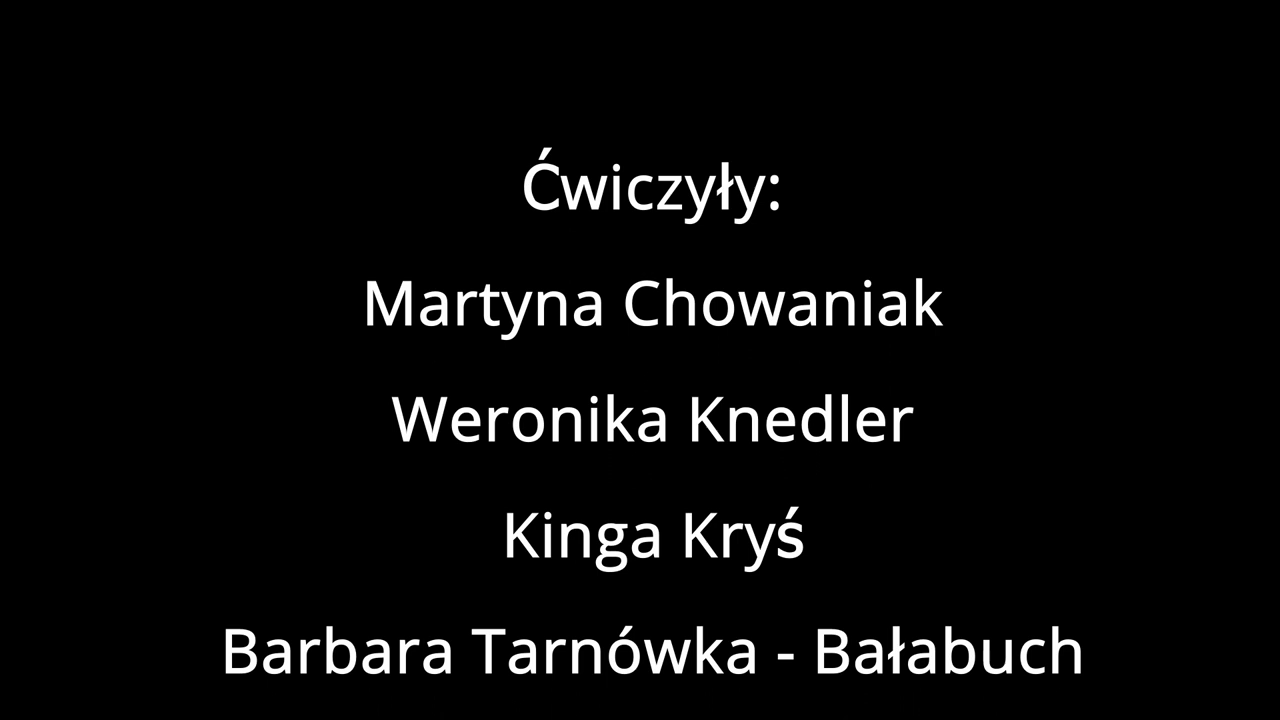 Ćwiczyły:
Martyna Chowaniak
Weronika Knedler
Kinga Kryś
Barbara Tarnówka - Bałabuch